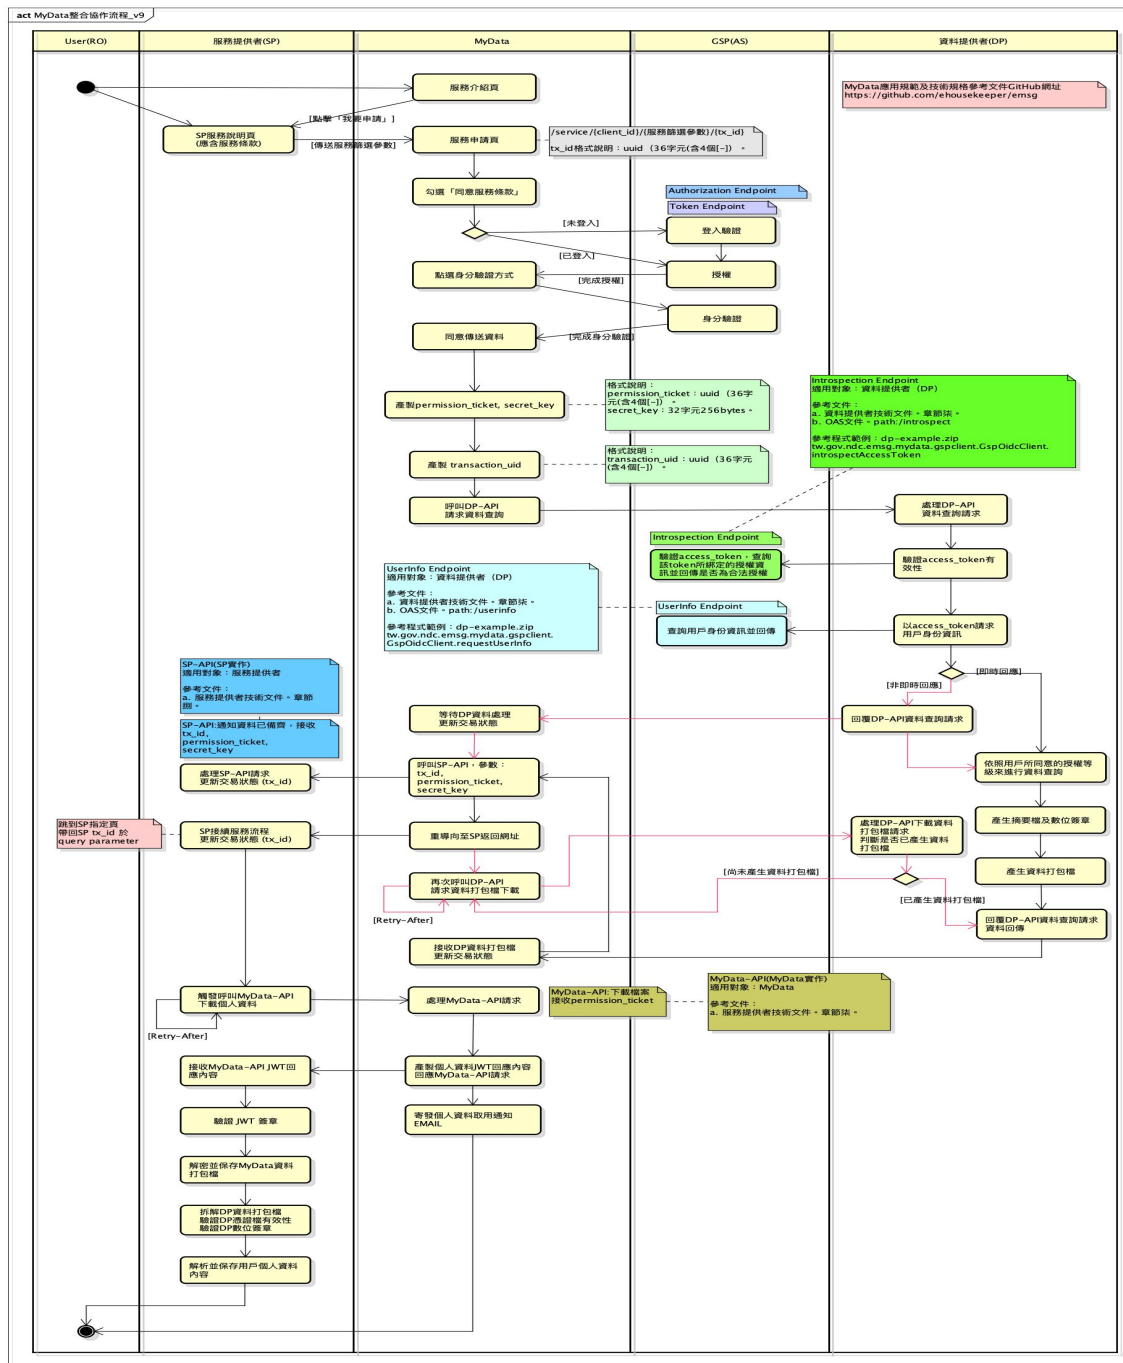 act MyData整合協作流程_v9
User(RO)
服務提供者(SP)
MyData
GSP(AS)
資料提供者(DP)
服務介紹頁
MyData應用規範及技術規格參考文件GitHub網址
https://github.com/ehousekeeper/emsg
[點擊「我要申請」]
SP服務說明頁
(應含服務條款)
[傳送服務篩選參數]
服務申請頁
/service/{client_id}/{服務篩選參數}/{tx_id}
tx_id格式說明：uuid（36字元(含4個[-]）。
勾選「同意服務條款」
Authorization Endpoint
Token Endpoint
[未登入]
登入驗證
[已登入]
點選身分驗證方式
[完成授權]
授權
身分驗證
同意傳送資料
[完成身分驗證]
產製permission_ticket, secret_key
格式說明：
permission_ticket：uuid（36字
元(含4個[-]）。
secret_key：32字元256bytes。
Introspection Endpoint
適用對象：資料提供者（DP）
參考文件：
a. 資料提供者技術文件。章節柒。
b. OAS文件。path:/introspect
參考程式範例：dp-example.zip
tw.gov.ndc.emsg.mydata.gspclient.GspOidcClient.
introspectAccessToken
產製 transaction_uid
格式說明：
transaction_uid：uuid（36字元
(含4個[-]）。
呼叫DP-API
請求資料查詢
處理DP-API
資料查詢請求
Introspection Endpoint
驗證access_token，查詢
該token所綁定的授權資
訊並回傳是否為合法授權
驗證access_token有
效性
UserInfo Endpoint
適用對象：資料提供者（DP）
參考文件：
a. 資料提供者技術文件。章節柒。
b. OAS文件。path:/userinfo
參考程式範例：dp-example.zip
tw.gov.ndc.emsg.mydata.gspclient.
GspOidcClient.requestUserInfo
UserInfo Endpoint
查詢用戶身份資訊並回傳
以access_token請求
用戶身份資訊
SP-API(SP實作)
適用對象：服務提供者
參考文件：
a. 服務提供者技術文件。章節
捌。
[即時回應]
[非即時回應]
SP-API:通知資料已備齊，接收
tx_id,
permission_ticket,
secret_key
等待DP資料處理
更新交易狀態
回覆DP-API資料查詢請求
處理SP-API請求
更新交易狀態 (tx_id)
呼叫SP-API，參數：
tx_id,
permission_ticket,
secret_key
依照用戶所同意的授權等
級來進行資料查詢
跳到SP指定頁
帶回SP tx_id 於
query parameter
SP接續服務流程
更新交易狀態 (tx_id)
重導向至SP返回網址
處理DP-API下載資料
打包檔請求
判斷是否已產生資料
打包檔
產生摘要檔及數位簽章
再次呼叫DP-API
請求資料打包檔下載
[尚未產生資料打包檔]
產生資料打包檔
[Retry-After]
[已產生資料打包檔]
回覆DP-API資料查詢請求
資料回傳
接收DP資料打包檔
更新交易狀態
觸發呼叫MyData-API
下載個人資料
處理MyData-API請求
MyData-API:下載檔案
接收permission_ticket
MyData-API(MyData實作)
適用對象：MyData
參考文件：
a. 服務提供者技術文件。章節柒。
[Retry-After]
接收MyData-API JWT回
應內容
產製個人資料JWT回應內容
回應MyData-API請求
驗證 JWT 簽章
寄發個人資料取用通知
EMAIL
解密並保存MyData資料
打包檔
拆解DP資料打包檔
驗證DP憑證檔有效性
驗證DP數位簽章
解析並保存用戶個人資料
內容